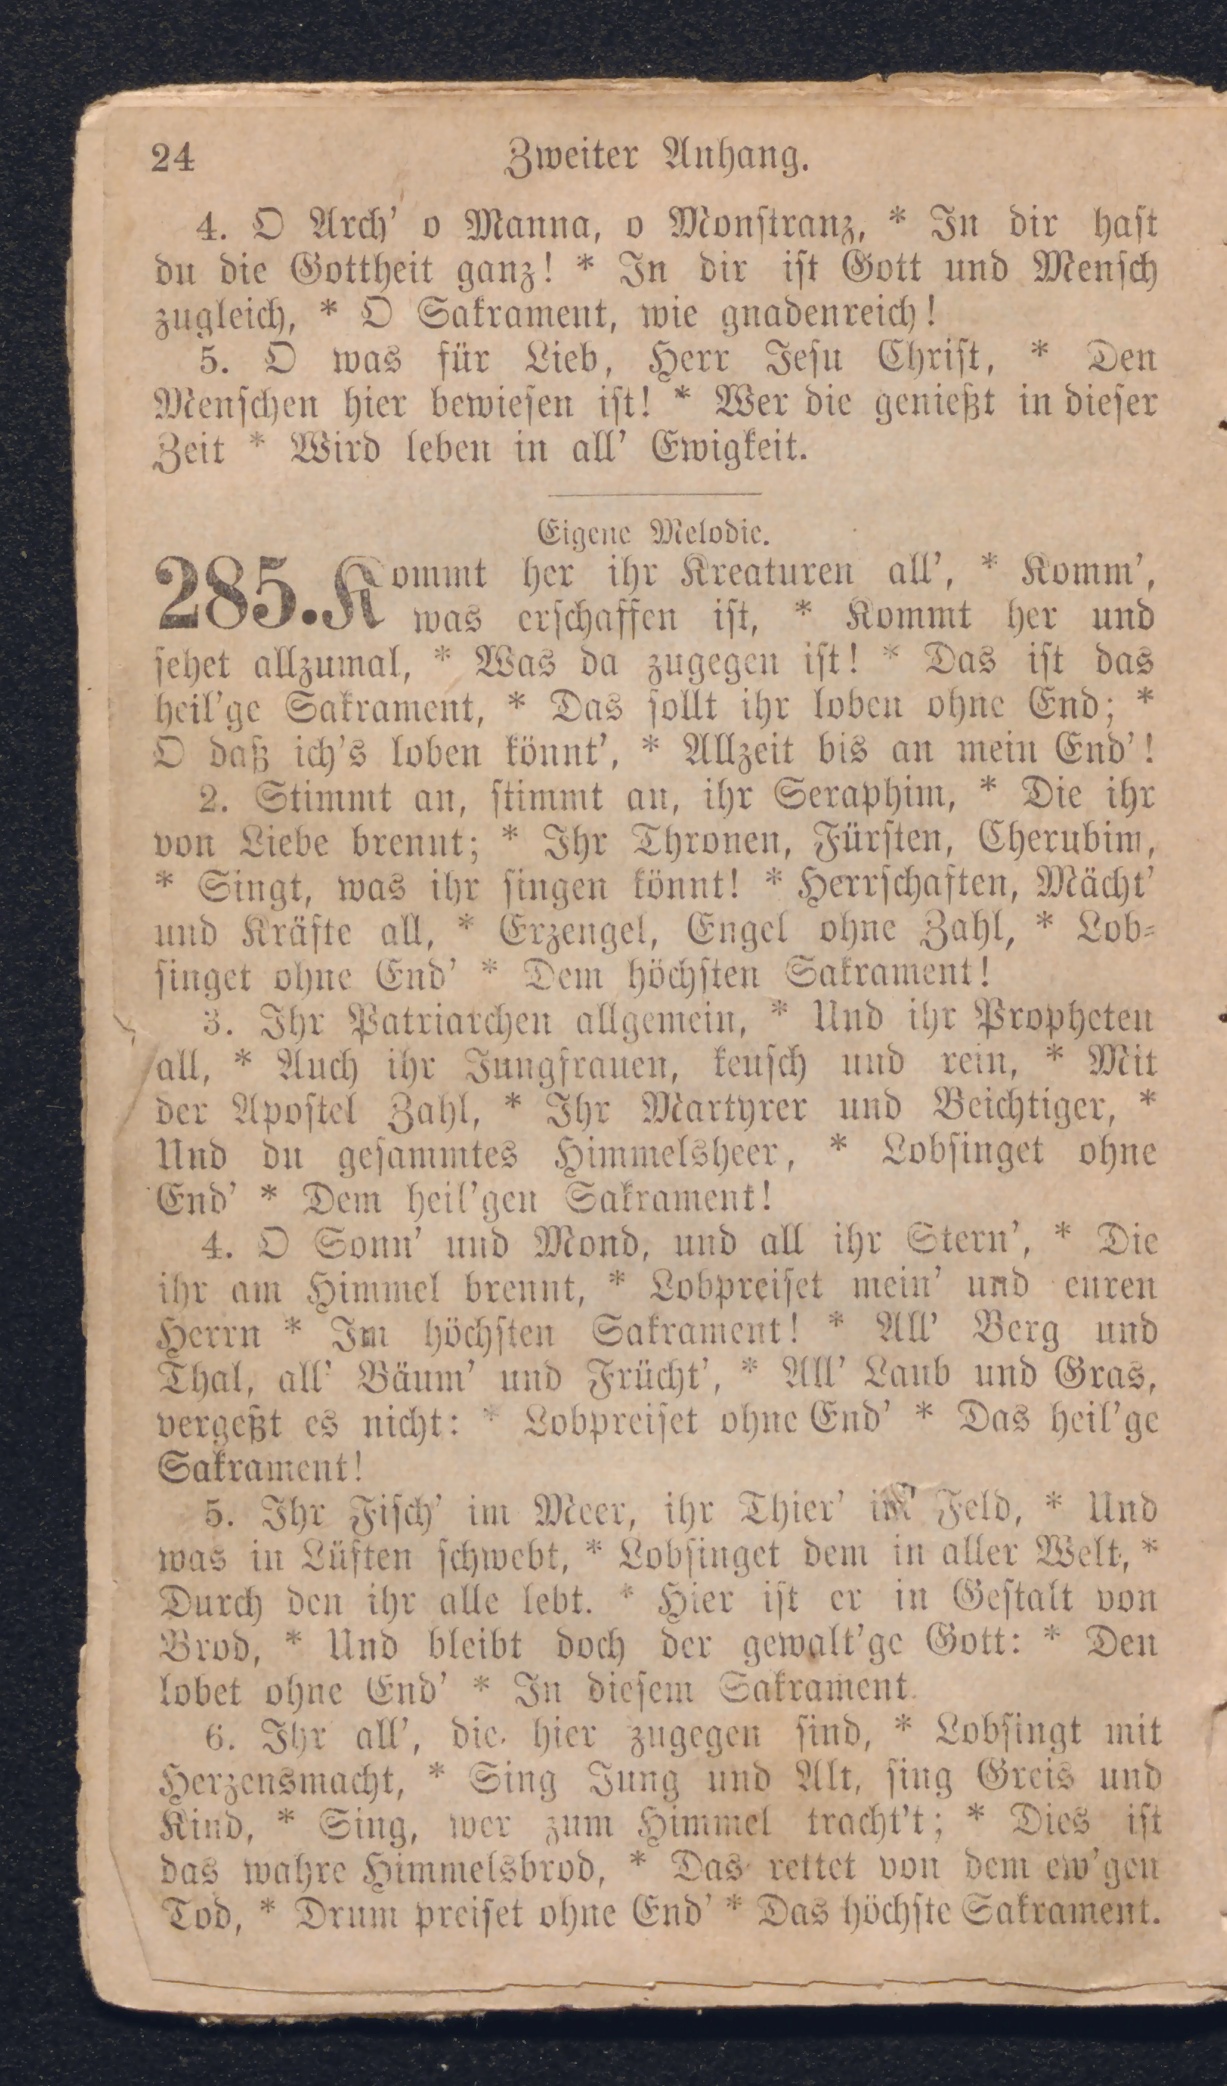 24 Zweiter Anhang.
4. O Arch' o Manna, o Monstranz, * In dir hast
du die Gottheit ganz! * In dir ist Gott und Mensch
zugleich, * O Sakrament, wie gnadenreich!
5. O was für Lieb, Herr Jesu Christ, * Den
Menschen hier bewiesen ist! * Wer die genießt in dieser
Zeit * Wird leben in all' Ewigkeit.
Eigene Melodie.
285. Kommt her ihr Kreaturen all', * Komm',
was erschaffen ist, * Kommt her und
sehet allzumal, * Was da zugegen ist! * Das ist das
heil'ge Sakrament, * Das sollt ihr loben ohne End; *
O daß ich's loben könnt', * Allzeit bis an mein End'!
2. Stimmt an, stimmt an, ihr Seraphim, * Die ihr
von Liebe brennt; * Ihr Thronen, Fürsten, Cherubim,
* Singt, was ihr singen könnt! * Herrschaften, Mächt'
und Kräfte all, * Erzengel, Engel ohne Zahl, * Lob-
singet ohne End' * Dem höchsten Sakrament!
3. Ihr Patriarchen allgemein, * Und ihr Propheten
all, * Auch ihr Jungfrauen, keusch und rein, * Mit
der Apostel Zahl, * Ihr Martyrer und Beichtiger, *
Und du gesammtes Himmelsheer, * Lobsinget ohne
End' * Dem heil'gen Sakrament!
4. O Sonn' und Mond, und all ihr Stern', * Die
ihr am Himmel brennt, * Lobpreiset mein' und euren
Herrn * Im höchsten Sakrament! * All' Berg und
Thal, all' Bäum' und Frücht', * All' Laub und Gras,
vergeßt es nicht: * Lobpreiset ohne End' * Das heil'ge
Sakrament!
5. Ihr Fisch' im Meer, ihr Thier' im Feld, * Und
was in Lüften schwebt, * Lobsinget dem in aller Welt, *
Durch den ihr alle lebt. * Hier ist er in Gestalt von
Brod, * Und bleibt doch der gewalt'ge Gott: * Den
lobet ohne End' * In diesem Sakrament.
6. Ihr all', die hier zugegen sind, * Lobsingt mit
Herzensmacht, * Sing Jung und Alt, sing Greis und
Kind, * Sing, wer zum Himmel tracht't; * Dies ist
das wahre Himmelsbrod, * Das rettet von dem ew'gen
Tod, * Drum preiset ohne End' * Das höchste Sakrament.